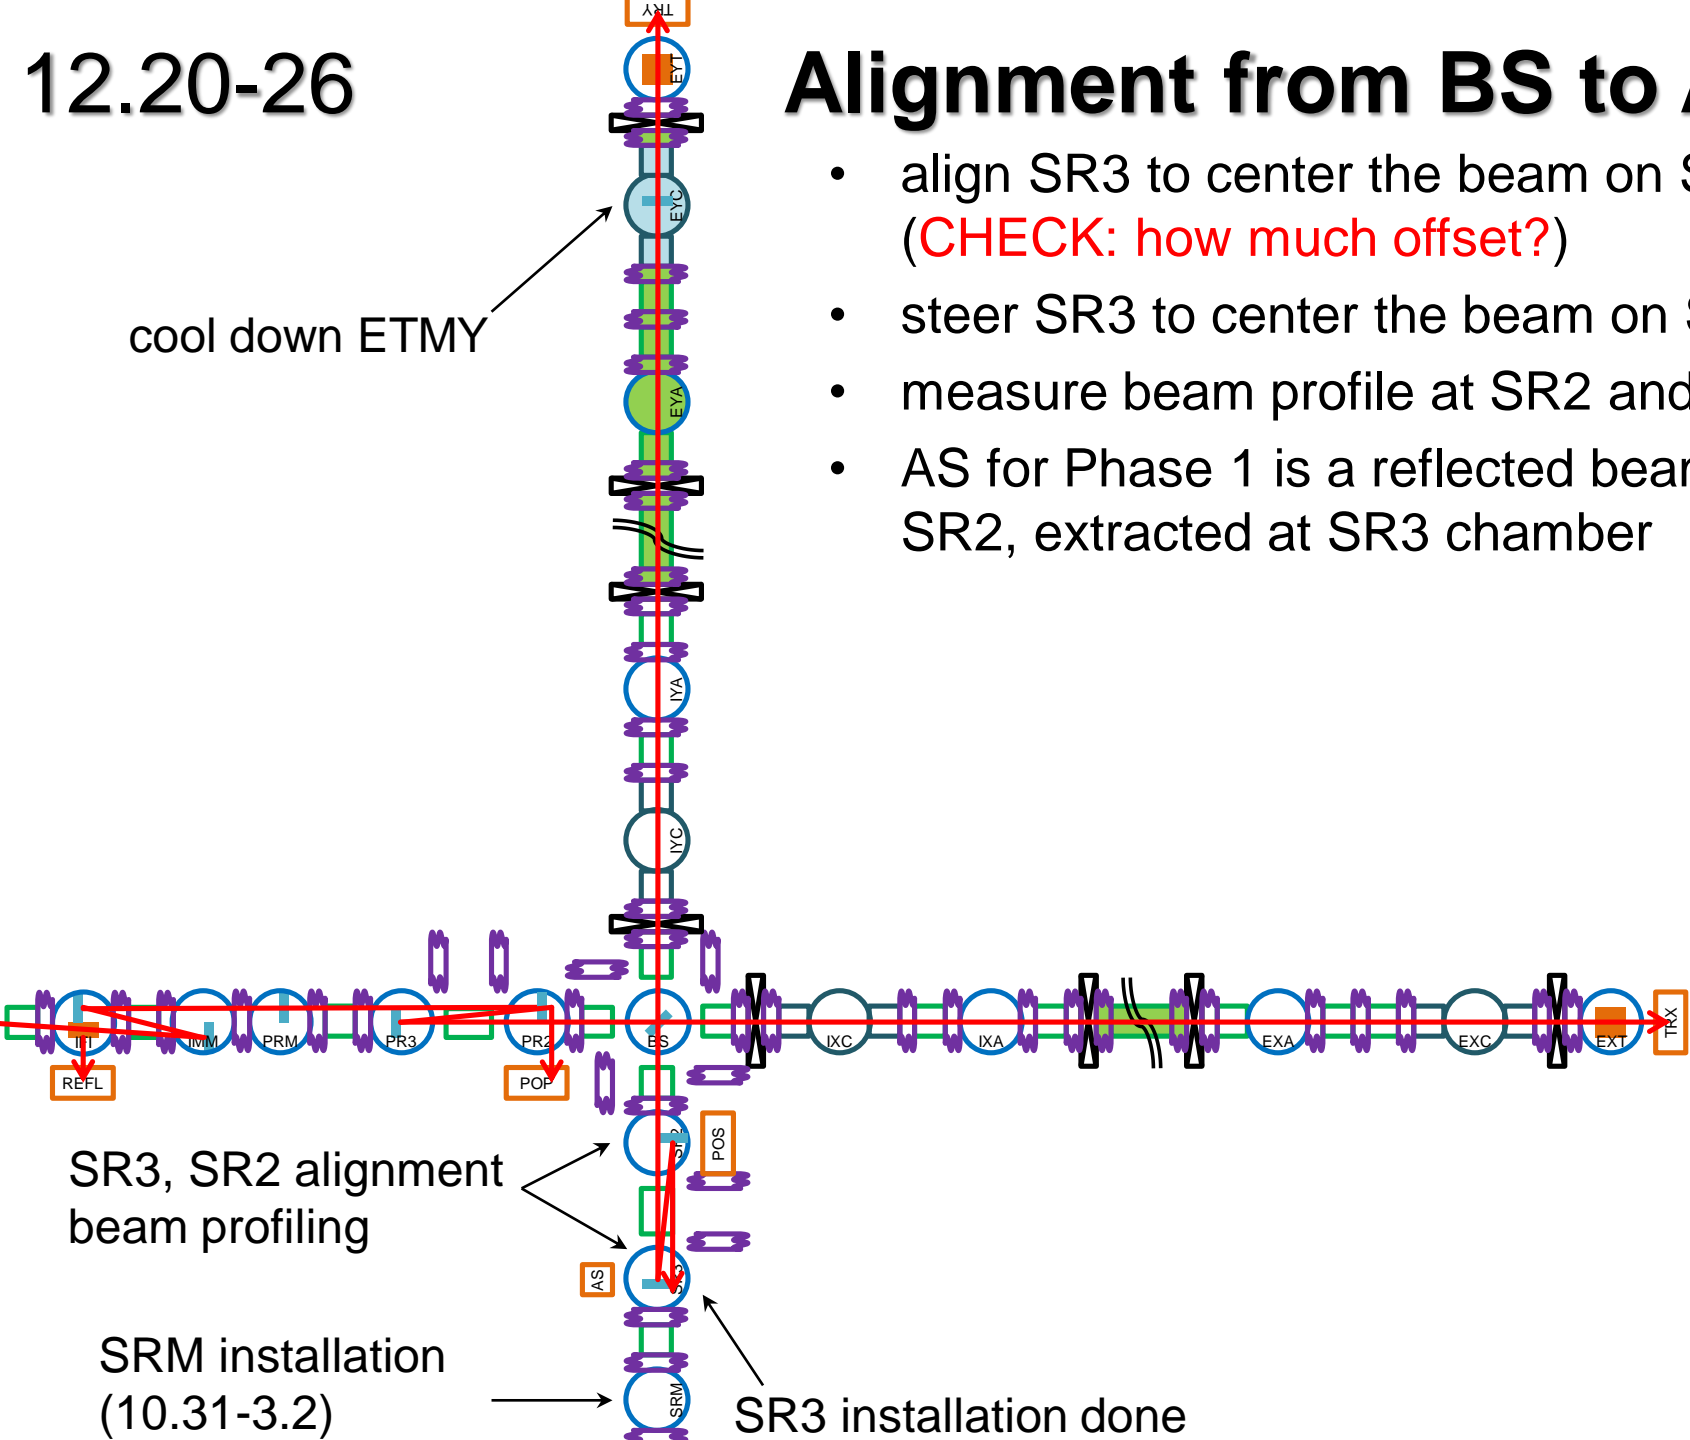 12.20-26
Alignment from BS to
• align SR3 to center the beam on
(CHECK: how much offset?)
• steer SR3 to center the beam on
• measure beam profile at SR2 and
• AS for Phase 1 is a reflected
SR2, extracted at SR3 chamber
TRY
EYT
EYC
cool down ETMY
EYA
IYA
IYC
IFI
IMM
PRM
PR3
PR2
BS
IXC
IXA
EXA
EXC
EXT
TRX
REFL
POP
SR2
POS
SR3, SR2 alignment
beam profiling
AS
SR3
SRM installation
(10.31-3.2)
SRM
SR3 installation done